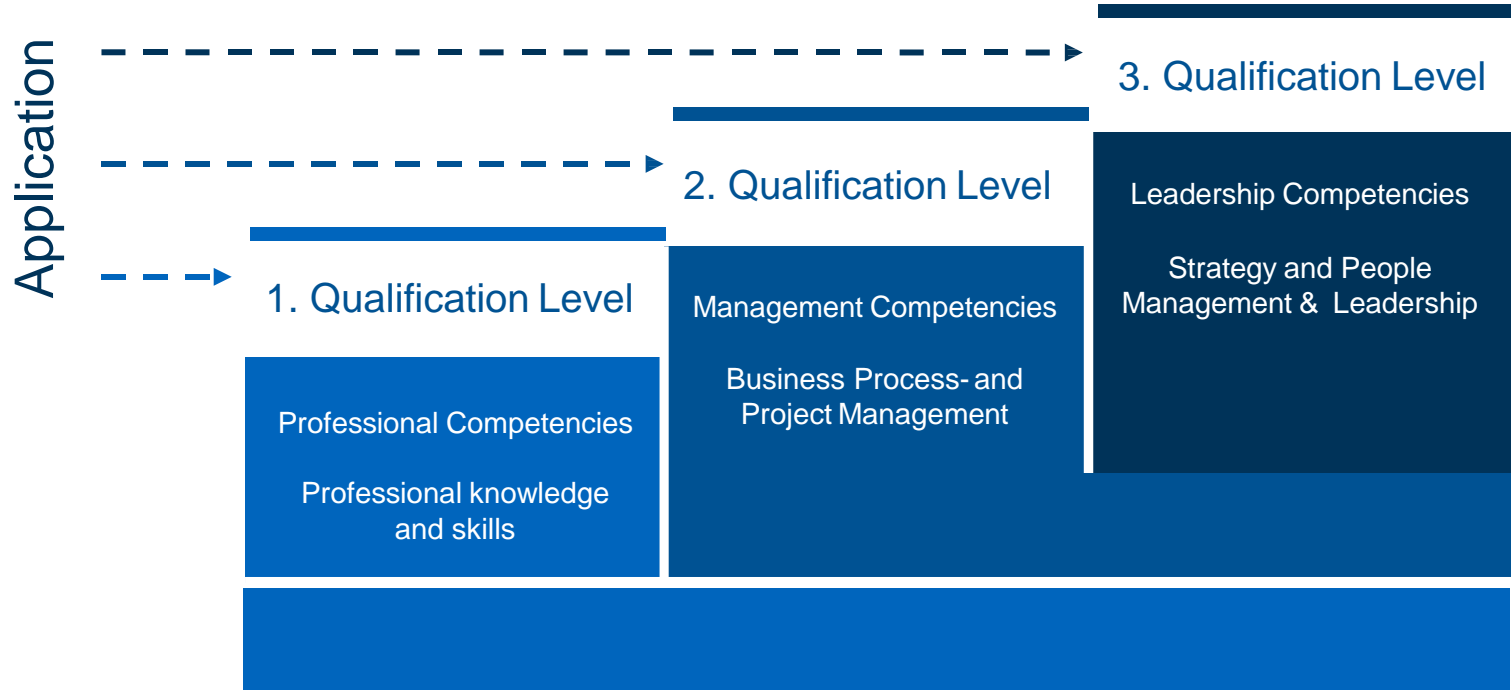 Application
1. Qualification Level
Professional Competencies
Professional knowledge
and skills
2. Qualification Level
Management Competencies
Business Process- and
Project Management
3. Qualification Level
Leadership Competencies
Strategy and People
Management & Leadership